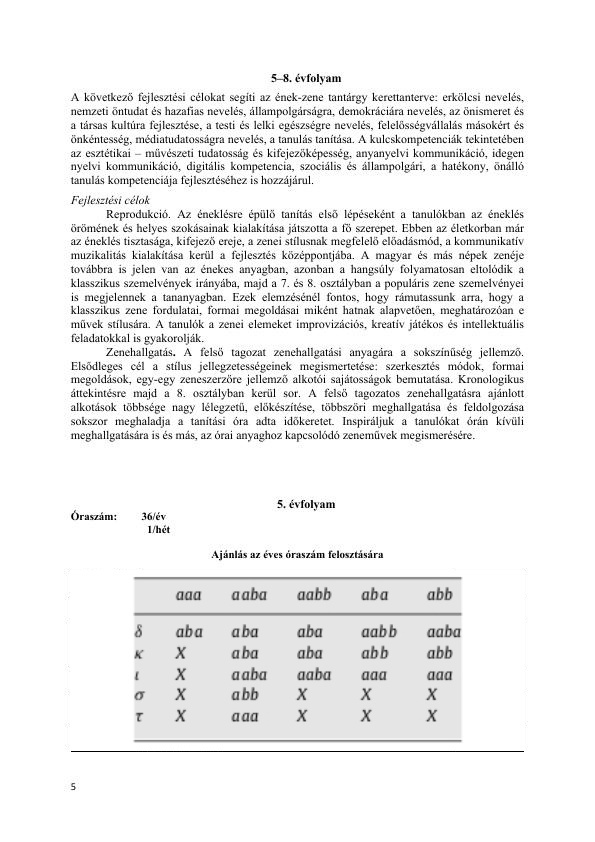 5–8. évfolyam
A következő fejlesztési célokat segíti az ének-zene tantárgy kerettanterve: erkölcsi nevelés,
nemzeti öntudat és hazafias nevelés, állampolgárságra, demokráciára nevelés, az önismeret és
a társas kultúra fejlesztése, a testi és lelki egészségre nevelés, felelősségvállalás másokért és
önkéntesség, médiatudatosságra nevelés, a tanulás tanítása. A kulcskompetenciák tekintetében
az esztétikai – művészeti tudatosság és kifejezőképesség, anyanyelvi kommunikáció, idegen
nyelvi kommunikáció, digitális kompetencia, szociális és állampolgári, a hatékony, önálló
tanulás kompetenciája fejlesztéséhez is hozzájárul.
Fejlesztési célok
Reprodukció. Az éneklésre épülő tanítás első lépéseként a tanulókban az éneklés
örömének és helyes szokásainak kialakítása játszotta a fő szerepet. Ebben az életkorban már
az éneklés tisztasága, kifejező ereje, a zenei stílusnak megfelelő előadásmód, a kommunikatív
muzikalitás kialakítása kerül a fejlesztés középpontjába. A magyar és más népek zenéje
továbbra is jelen van az énekes anyagban, azonban a hangsúly folyamatosan eltolódik a
klasszikus szemelvények irányába, majd a 7. és 8. osztályban a populáris zene szemelvényei
is megjelennek a tananyagban. Ezek elemzésénél fontos, hogy rámutassunk arra, hogy a
klasszikus zene fordulatai, formai megoldásai miként hatnak alapvetően, meghatározóan e
művek stílusára. A tanulók a zenei elemeket improvizációs, kreatív játékos és intellektuális
feladatokkal is gyakorolják.
Zenehallgatás. A felső tagozat zenehallgatási anyagára a sokszínűség jellemző.
Elsődleges cél a stílus jellegzetességeinek megismertetése: szerkesztés módok, formai
megoldások, egy-egy zeneszerzőre jellemző alkotói sajátosságok bemutatása. Kronologikus
áttekintésre majd a 8. osztályban kerül sor. A felső tagozatos zenehallgatásra ajánlott
alkotások többsége nagy lélegzetű, előkészítése, többszöri meghallgatása és feldolgozása
sokszor meghaladja a tanítási óra adta időkeretet. Inspiráljuk a tanulókat órán kívüli
meghallgatására is és más, az órai anyaghoz kapcsolódó zeneművek megismerésére.
5. évfolyam
Óraszám: 36/év
1/hét
Ajánlás az éves óraszám felosztására
aaa aaba aabb aba abb
δ aba aba aba aabb aaba
κ X aba aba abb abb
ι X aaba aaba aaa aaa
σ X abb X X X
τ X aaa X X X
5